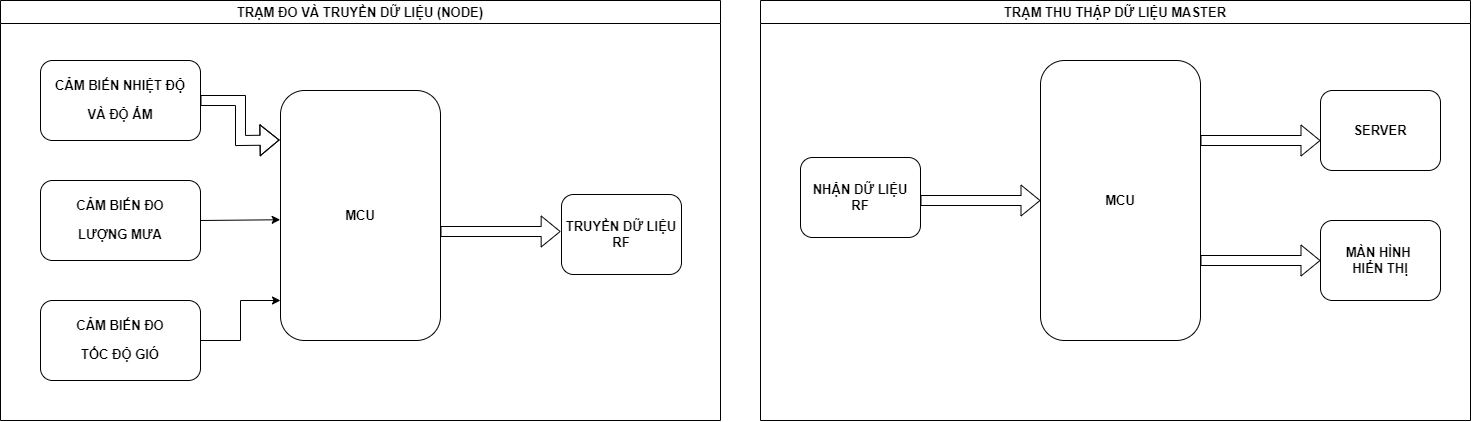 TRẠM ĐO VÀ TRUYỀN DỮ LIỆU (NODE)
CẢM BIẾN NHIỆT ĐỘ
VÀ ĐỘ ẨM
CẢM BIẾN ĐO
LƯỢNG MƯA
CẢM BIẾN ĐO
TỐC ĐỘ GIÓ
MCU
TRUYỀN DỮ LIỆU
RF
TRẠM THU THẬP DỮ LIỆU MASTER
NHẬN DỮ LIỆU
RF
MCU
SERVER
MÀN HÌNH
HIỂN THỊ